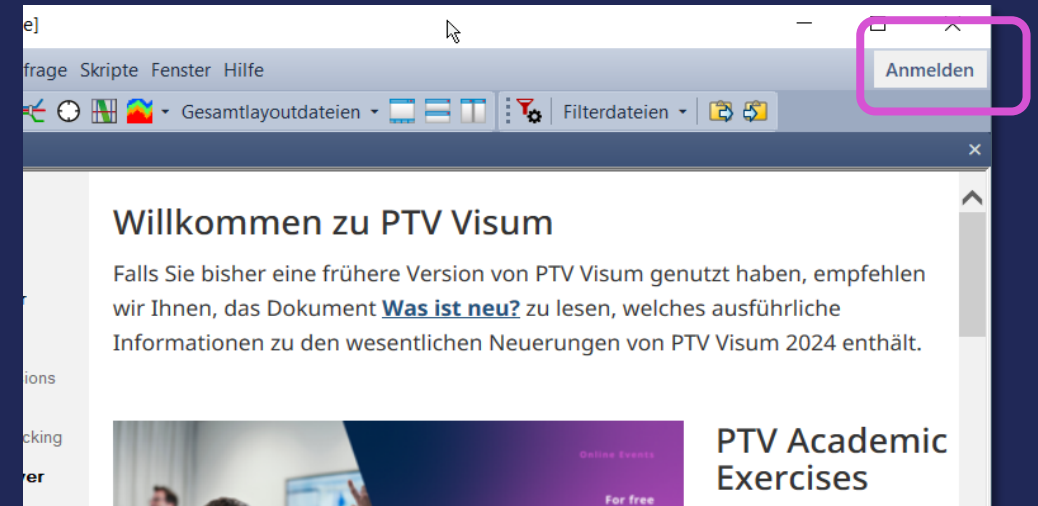 e]
frage Skripte Fenster Hilfe
Anmelden
Gesamtlayoutdateien
Filterdateien
Willkommen zu PTV Visum
Falls Sie bisher eine frühere Version von PTV Visum genutzt haben, empfehlen
wir Ihnen, das Dokument Was ist neu? zu lesen, welches ausführliche
Informationen zu den wesentlichen Neuerungen von PTV Visum 2024 enthält.
r
ions
cking
ver
Online Events
For free
PTV Academic
Exercises